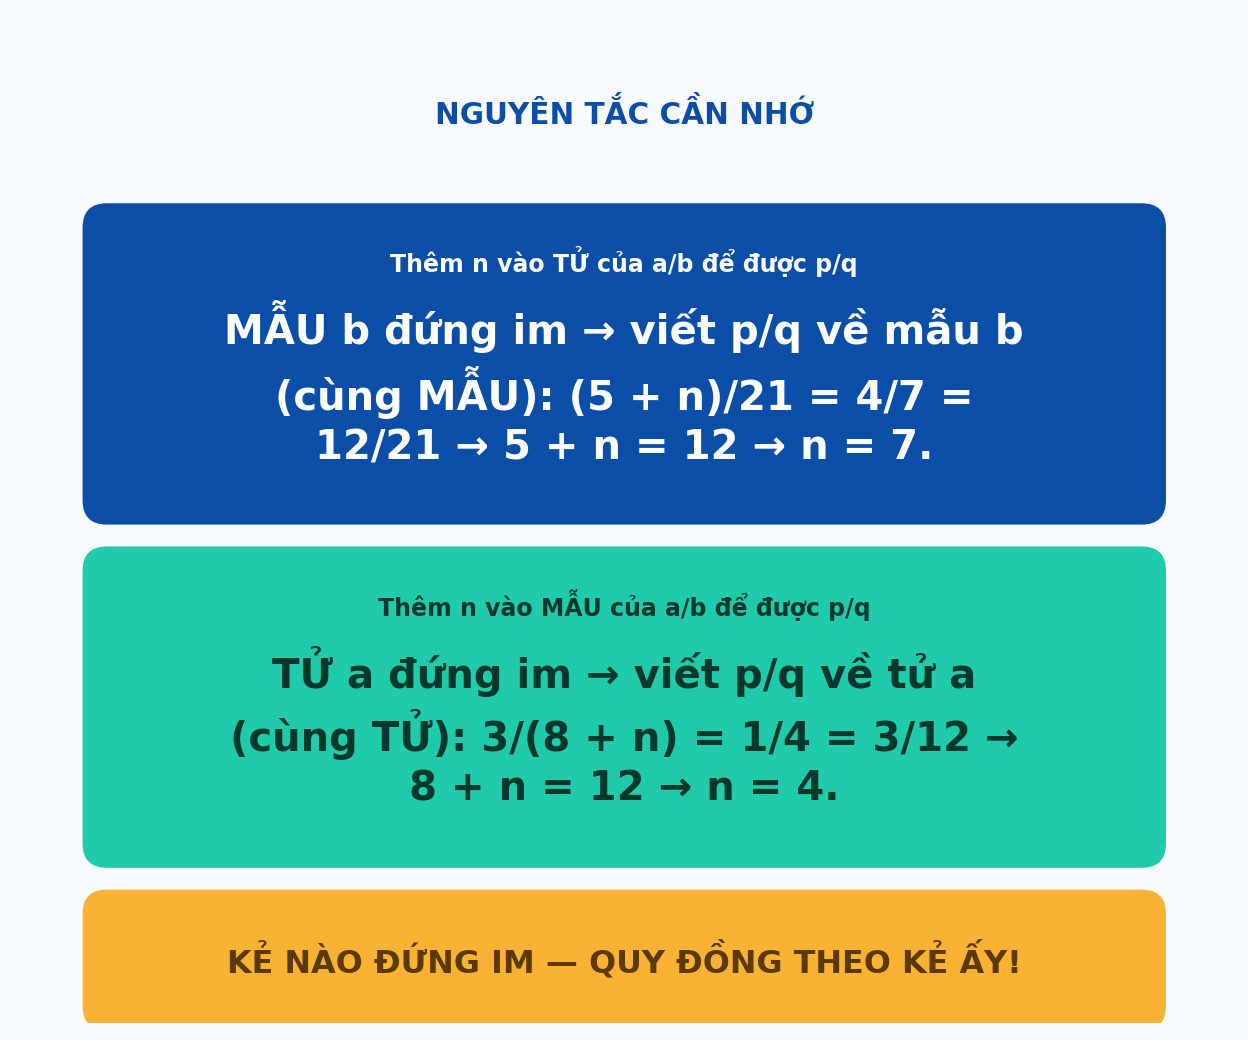 NGUYÊN TẮC CẦN NHỚ
Thêm n vào TỬ của a/b để được p/q
MẪU b đứng im → viết p/q về mẫu b
(cùng MẪU): (5 + n)/21 = 4/7 =
12/21 → 5 + n = 12 → n = 7.
Thêm n vào MẪU của a/b để được p/q
TỬ a đứng im → viết p/q về tử a
(cùng TỬ): 3/(8 + n) = 1/4 = 3/12 →
8 + n = 12 → n = 4.
KẺ NÀO ĐỨNG IM — QUY ĐỒNG THEO KẺ ẤY!